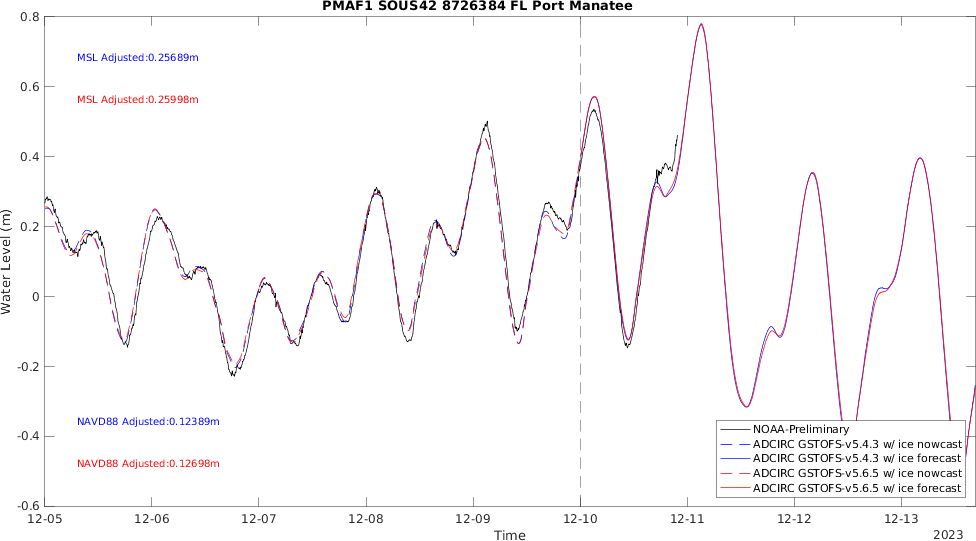 PMAF1 SOUS42 8726384 FL Port Manatee
0.8
0.6
0.4
0.2
0
-0.2
-0.4
-0.6
Water Level (m)
MSL Adjusted:0.25689m
MSL Adjusted:0.25998m
NAVD88 Adjusted:0.12389m
NAVD88 Adjusted:0.12698m
NOAA-Preliminary
ADCIRC GSTOFS-v5.4.3 w/ ice nowcast
ADCIRC GSTOFS-v5.4.3 w/ ice forecast
ADCIRC GSTOFS-v5.6.5 w/ ice nowcast
ADCIRC GSTOFS-v5.6.5 w/ ice forecast
12-05 12-06 12-07 12-08 12-09 12-10 12-11 12-12 12-13
Time
2023